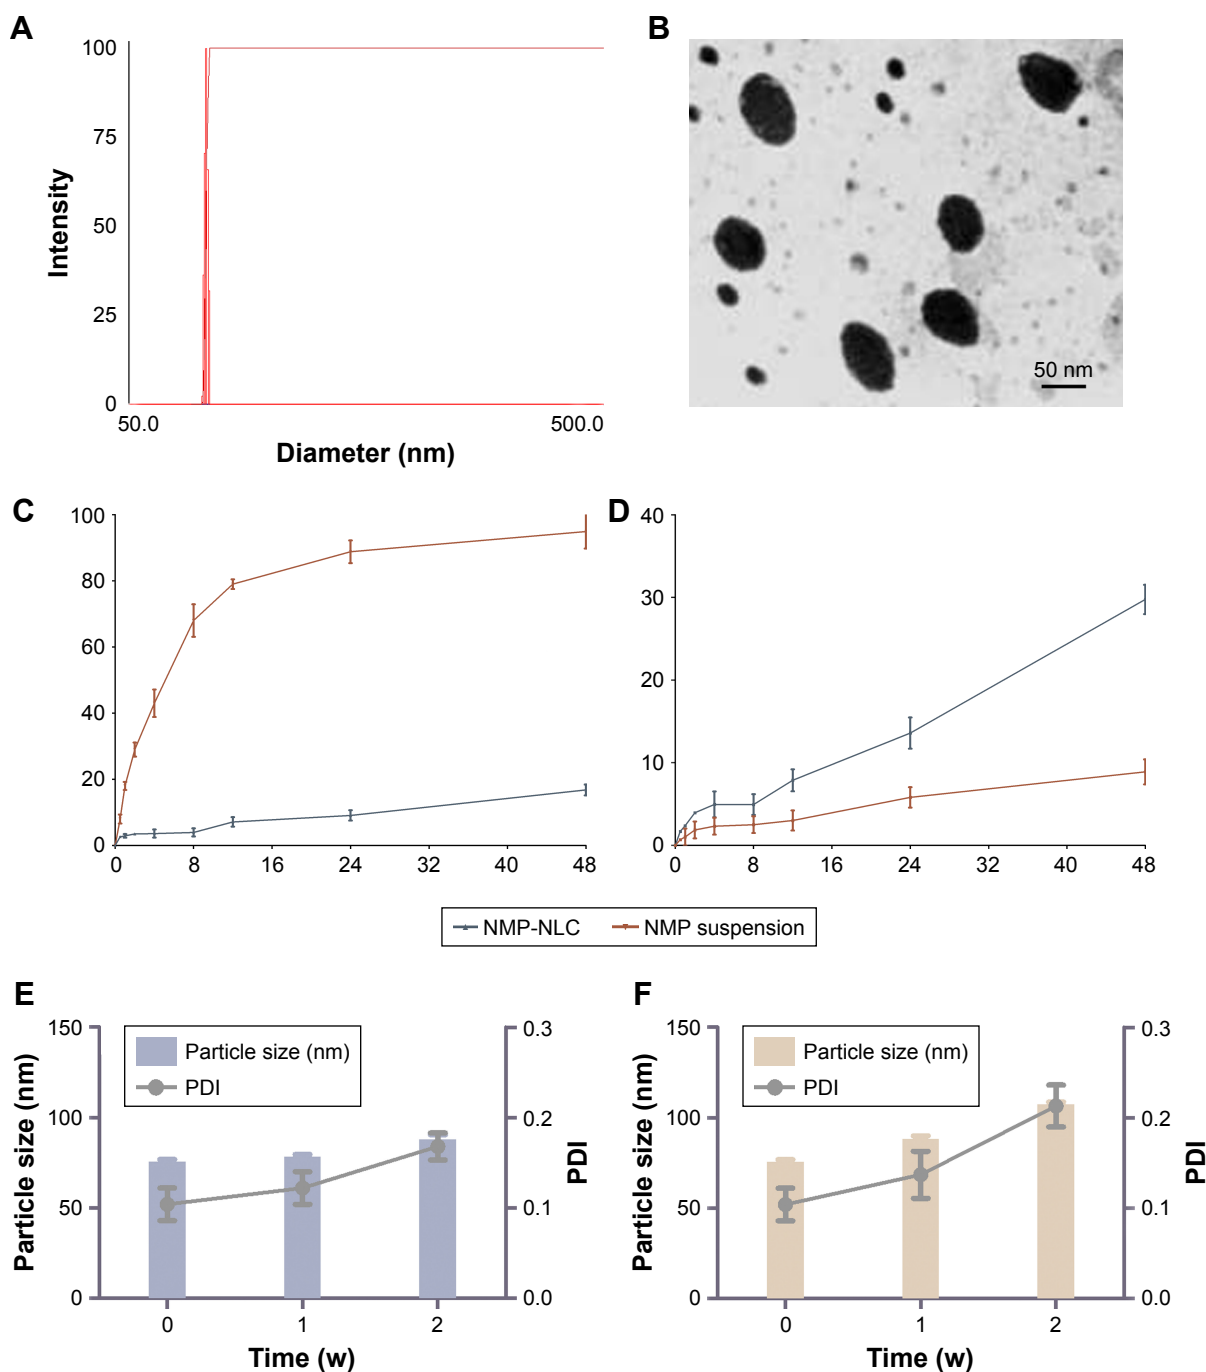 A
100
75
50
25
0
Intensity
50.0 500.0
Diameter (nm)
B
50 nm
C
100
80
60
40
20
0
0 8 16 24 32 40 48
D
40
30
20
10
0
0 8 16 24 32 40 48
NMP-NLC NMP suspension
E
150
100
50
0
Particle size (nm)
Particle size (nm)
PDI
0.3
0.2
0.1
0.0
PDI
0 1 2
Time (w)
F
150
100
50
0
Particle size (nm)
Particle size (nm)
PDI
0.3
0.2
0.1
0.0
PDI
0 1 2
Time (w)